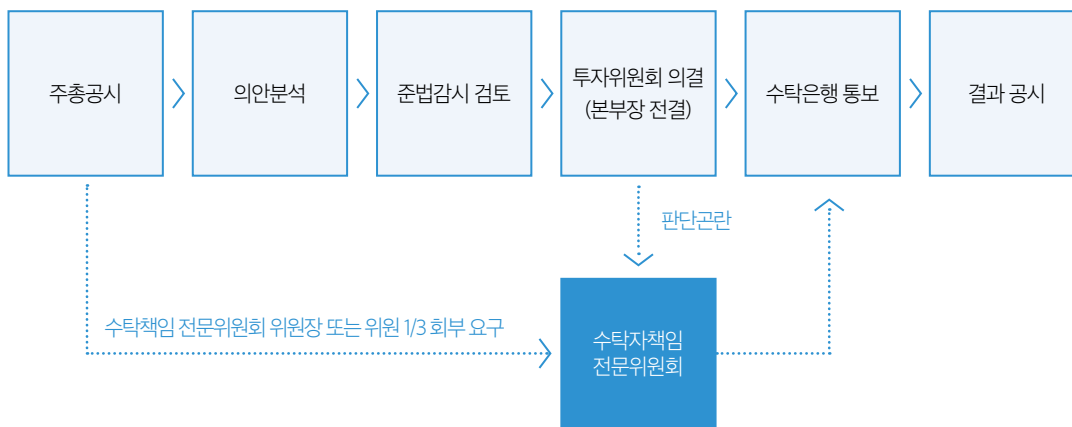 주총공시
의안분석
준법감시 검토
투자위원회 의결
(본부장 전결)
수탁은행 통보
결과 공시
판단곤란
수탁책임 전문위원회 위원장 또는 위원 1/3 회부 요구
수탁자책임
전문위원회